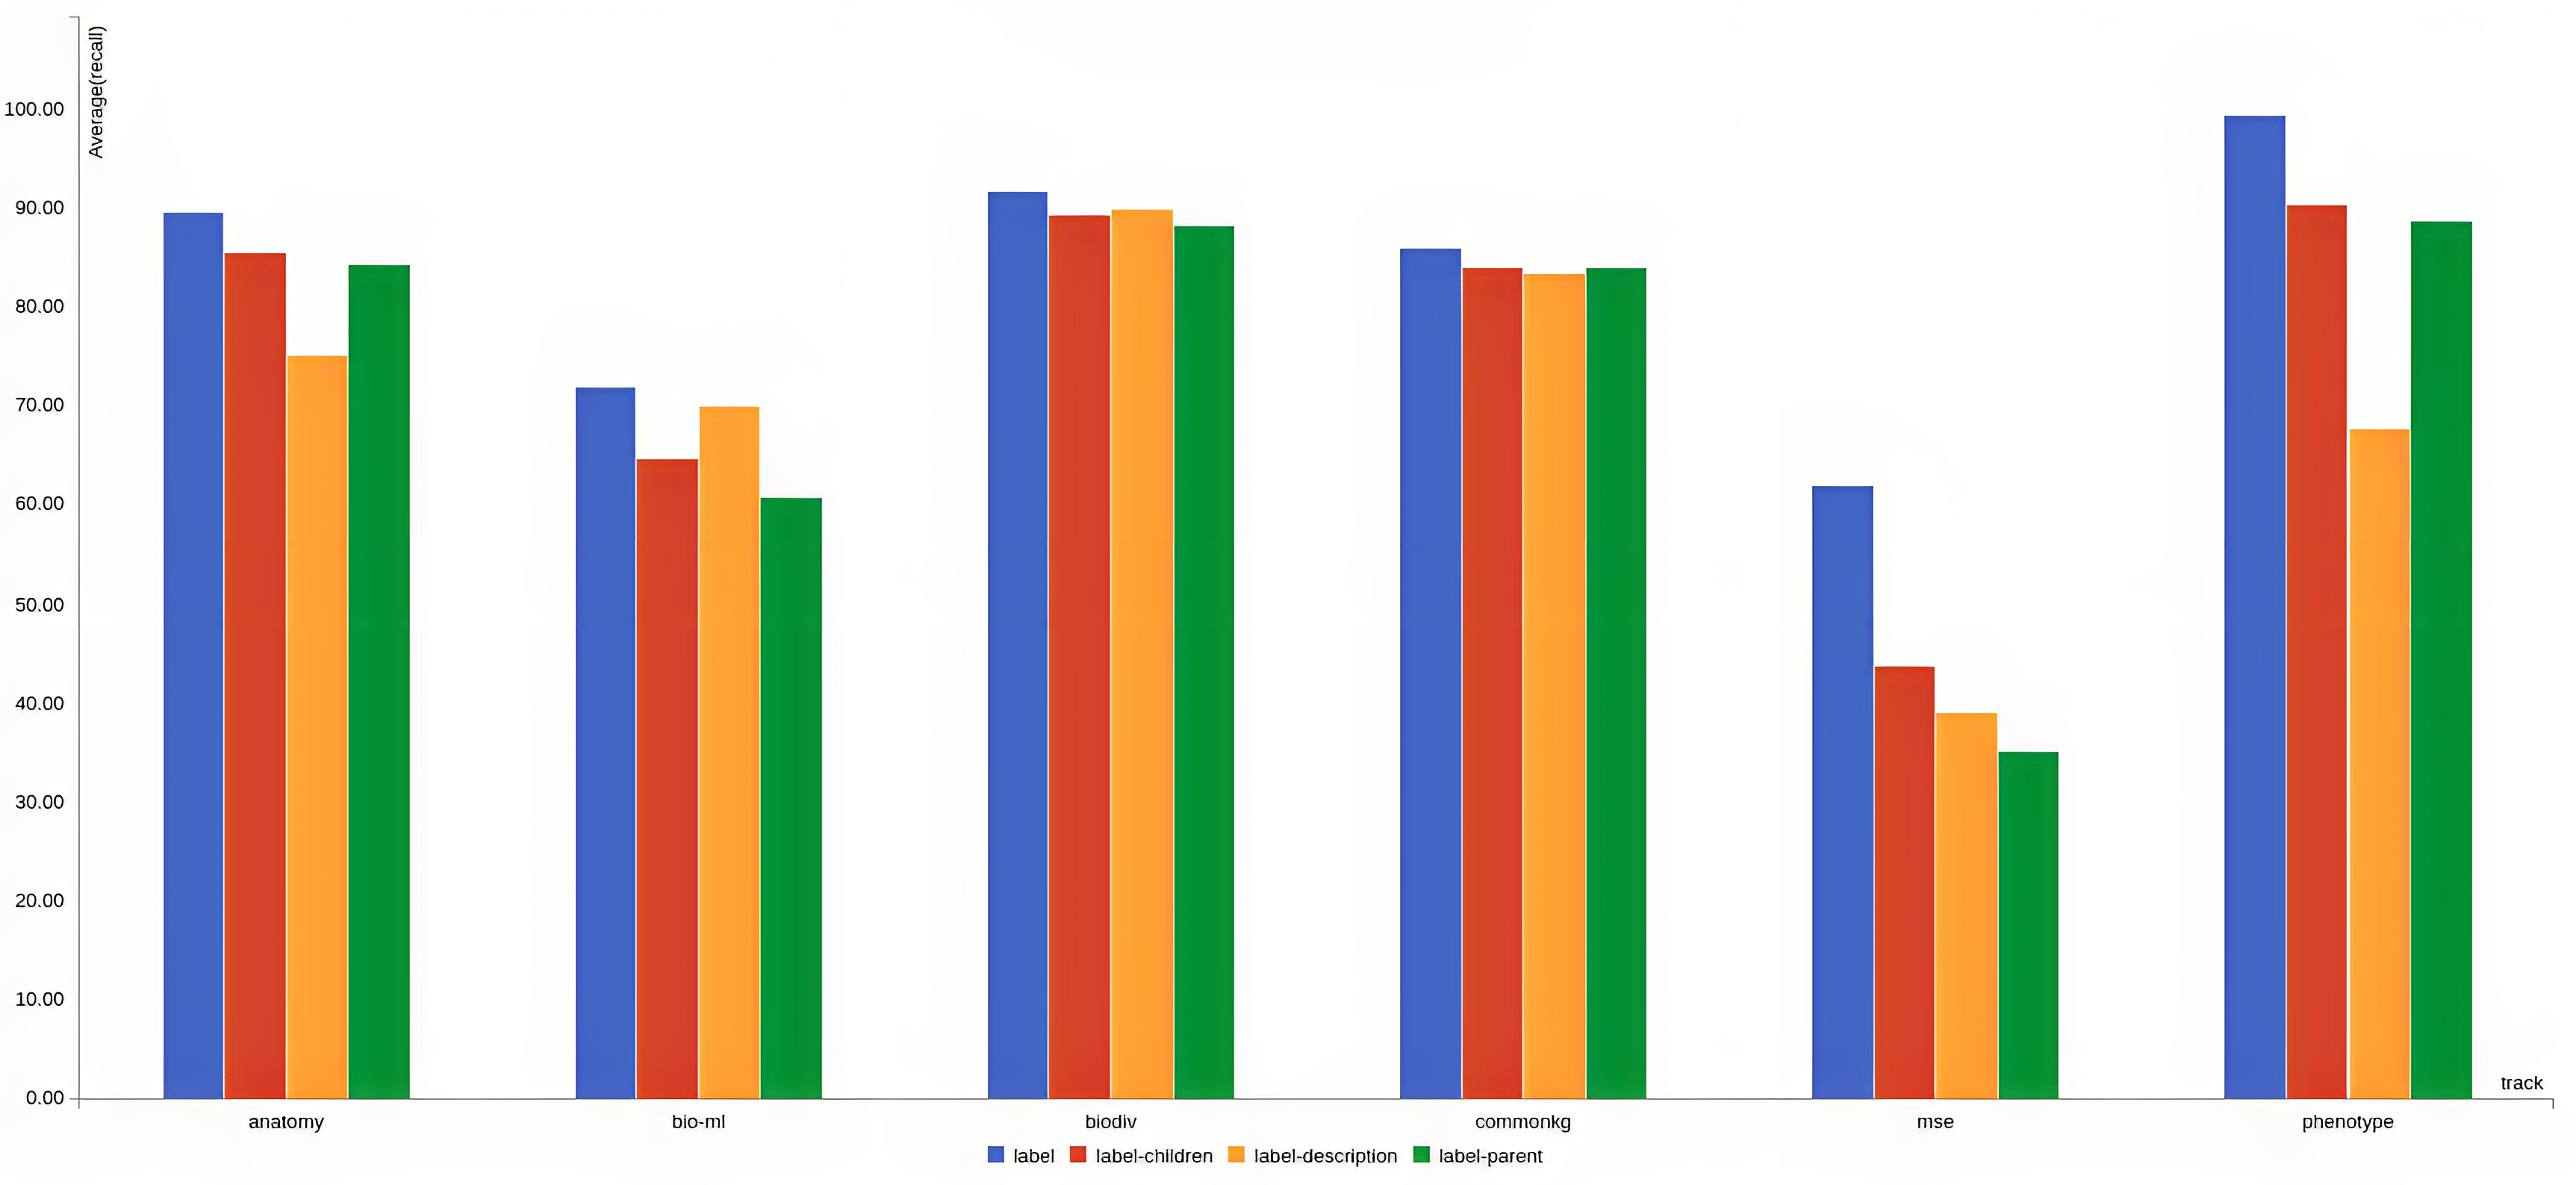 Average(recall)
100.00
90.00
80.00
70.00
60.00
50.00
40.00
30.00
20.00
10.00
0.00
track
anatomy bio-ml biodiv commonkg mse phenotype
label label-children label-description label-parent